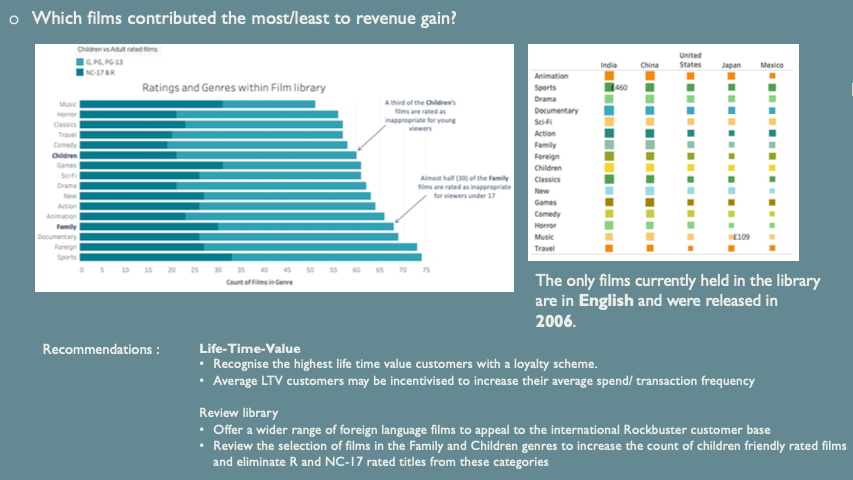 Which films contributed the most/least to revenue gain?
Children vs Adult rated films
G, PG, PG-13
NC-17 & R
Ratings and Genres within Film library
Music
Horror
Classics
Travel
Comedy
Children
Games
Sci-Fi
Drama
New
Action
Animation
Family
Documentary
Foreign
Sports
A third of the Children's
films are rated as
inappropriate for young
viewers
Almost half (30) of the Family
films are rated as inappropriate
for viewers under 17
0 5 10 15 20 25 30 35 40 45 50 55 60 65 70 75
Count of Films in Genre
India China United States Japan Mexico
Animation
Sports £460
Drama
Documentary
Sci-Fi
Action
Family
Foreign
Children
Classics
New
Games
Comedy
Horror
Music £109
Travel
The only films currently held in the library
are in English and were released in
2006.
Recommendations :
Life-Time-Value
• Recognise the highest life time value customers with a loyalty scheme.
• Average LTV customers may be incentivised to increase their average spend/ transaction frequency
Review library
• Offer a wider range of foreign language films to appeal to the international Rockbuster customer base
• Review the selection of films in the Family and Children genres to increase the count of children friendly rated films
and eliminate R and NC-17 rated titles from these categories